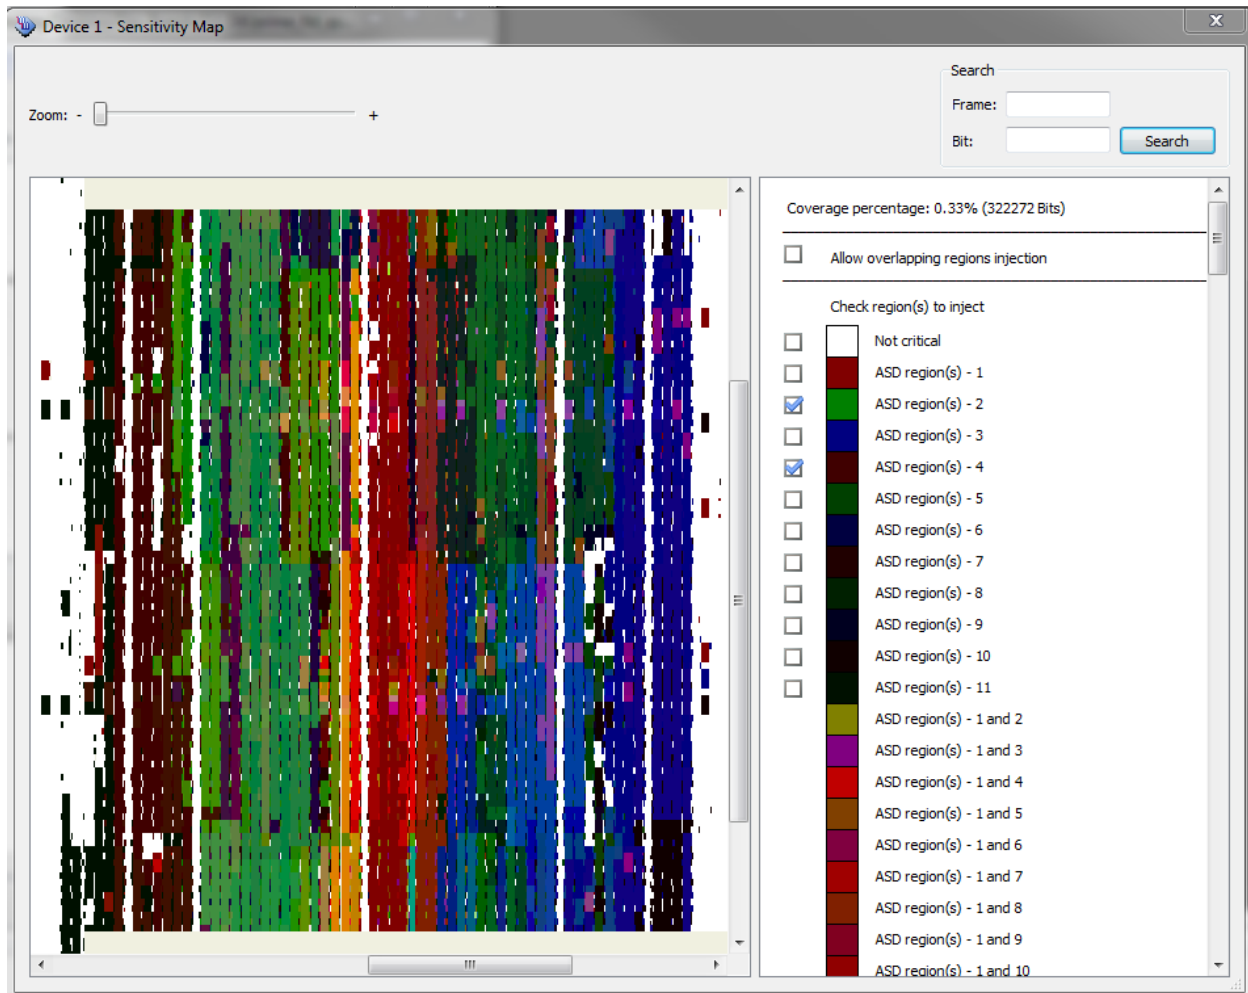 Device 1 - Sensitivity Map
Search
Frame:
Zoom: - +
Bit:
Search
Coverage percentage: 0.33% (322272 Bits)
Allow overlapping regions injection
Check region(s) to inject
Not critical
ASD region(s) - 1
ASD region(s) - 2
ASD region(s) - 3
ASD region(s) - 4
ASD region(s) - 5
ASD region(s) - 6
ASD region(s) - 7
ASD region(s) - 8
ASD region(s) - 9
ASD region(s) - 10
ASD region(s) - 11
ASD region(s) - 1 and 2
ASD region(s) - 1 and 3
ASD region(s) - 1 and 4
ASD region(s) - 1 and 5
ASD region(s) - 1 and 6
ASD region(s) - 1 and 7
ASD region(s) - 1 and 8
ASD region(s) - 1 and 9
ASD region(s) - 1 and 10